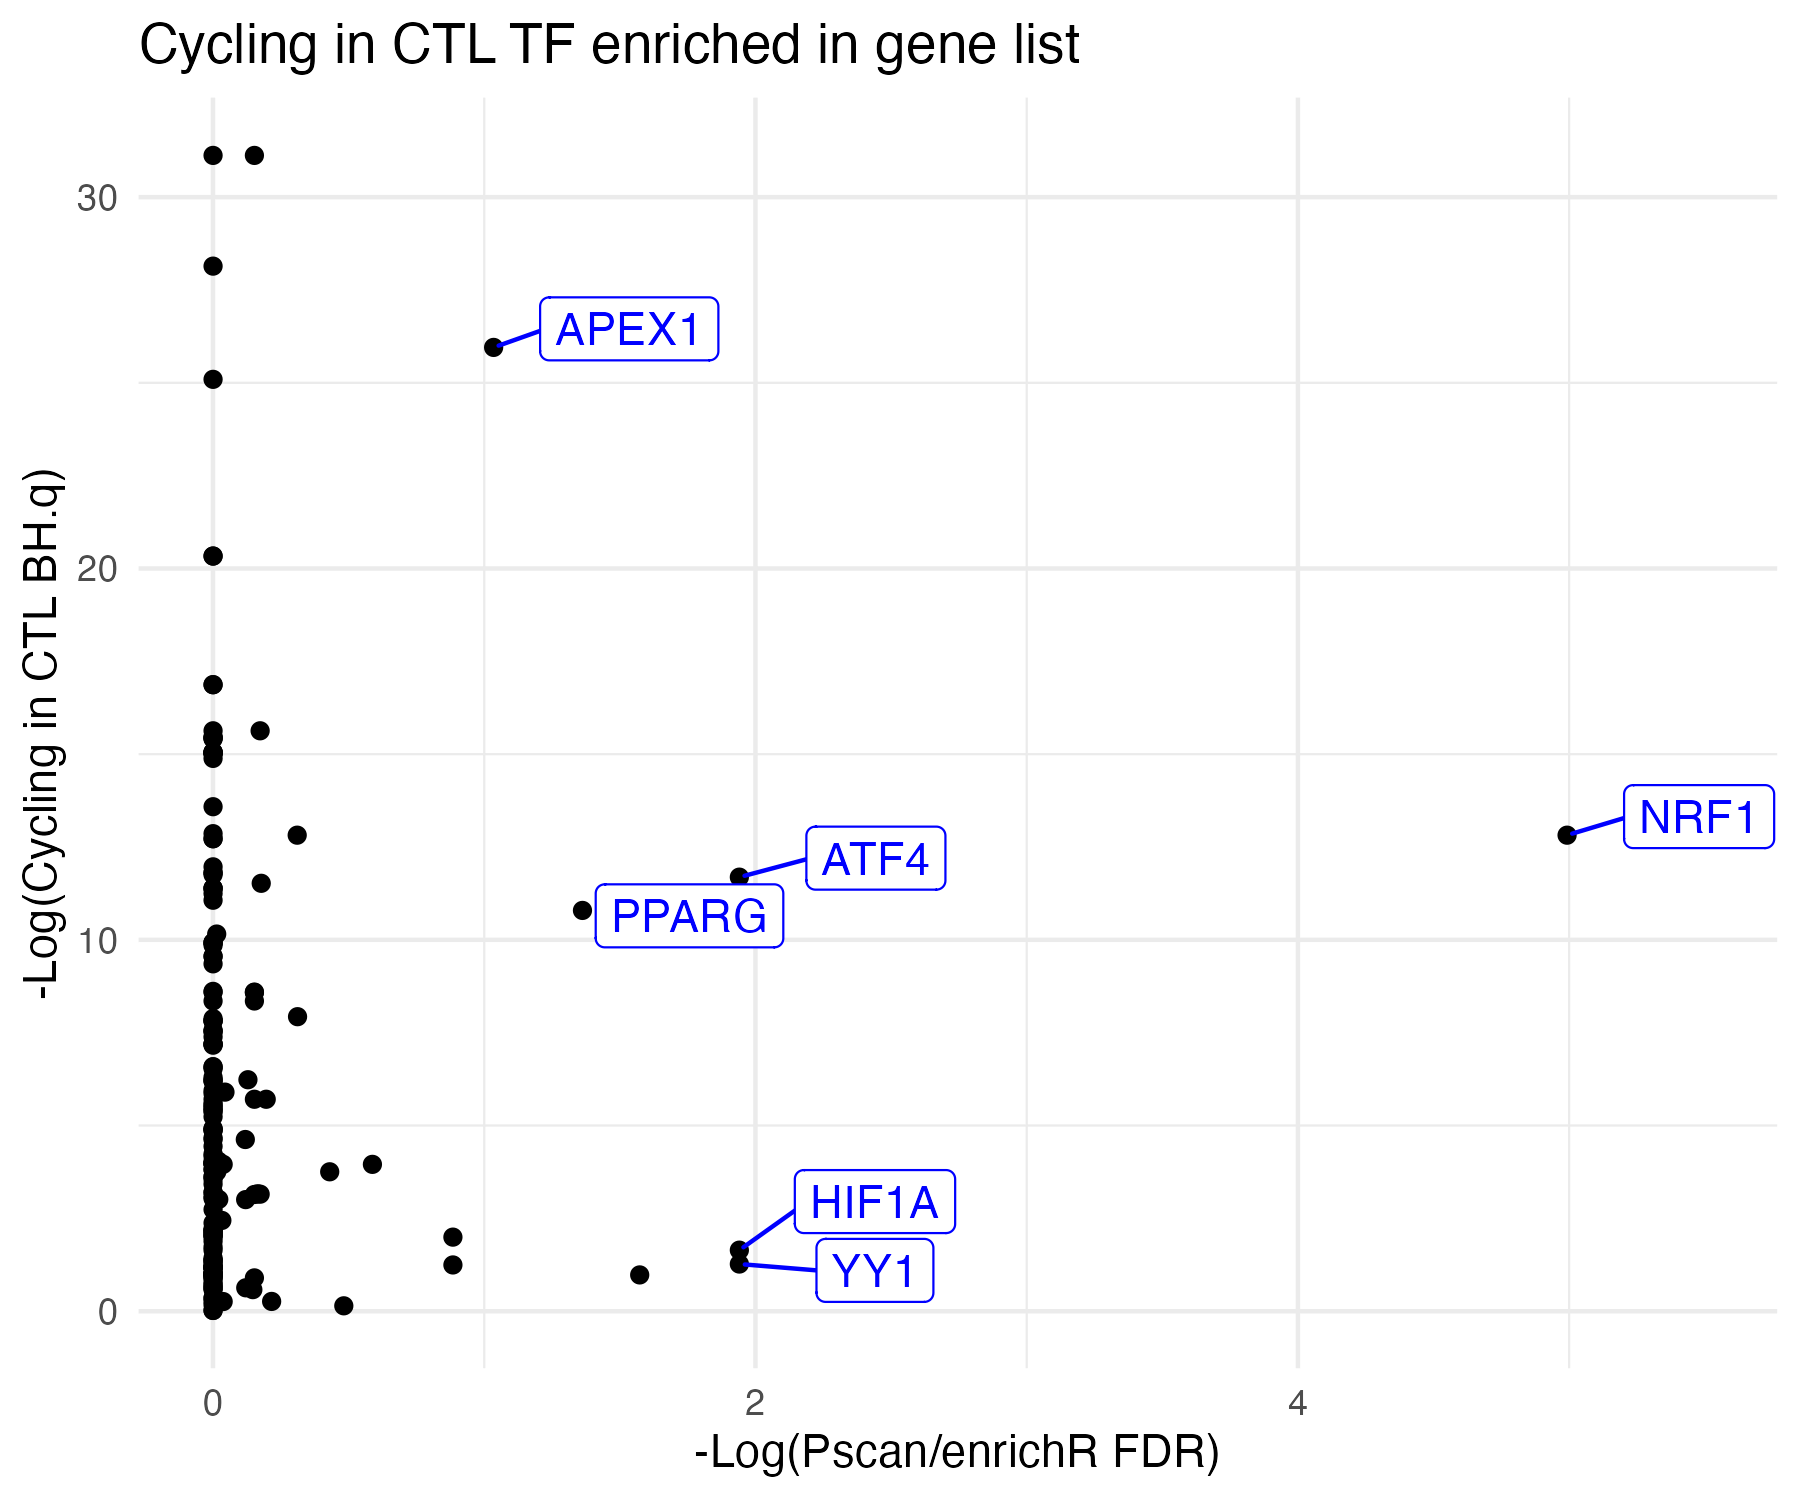 Cycling in CTL TF enriched in gene list
-Log(Cycling in CTL BH.q)
30
20
10
0
APEX1
NRF1
ATF4
PPARG
HIF1A
YY1
0
2
4
-Log(Pscan/enrichR FDR)